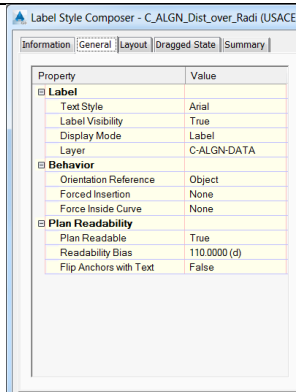 Label Style Composer - C_ALGN_Dist_over_Radi (USACE
Information General Layout Dragged State Summary
Property Value
Label
Text Style Arial
Label Visibility True
Display Mode Label
Layer C-ALGN-DATA
Behavior
Orientation Reference Object
Forced Insertion None
Force Inside Curve None
Plan Readability
Plan Readable True
Readability Bias 110.0000 (d)
Flip Anchors with Text False